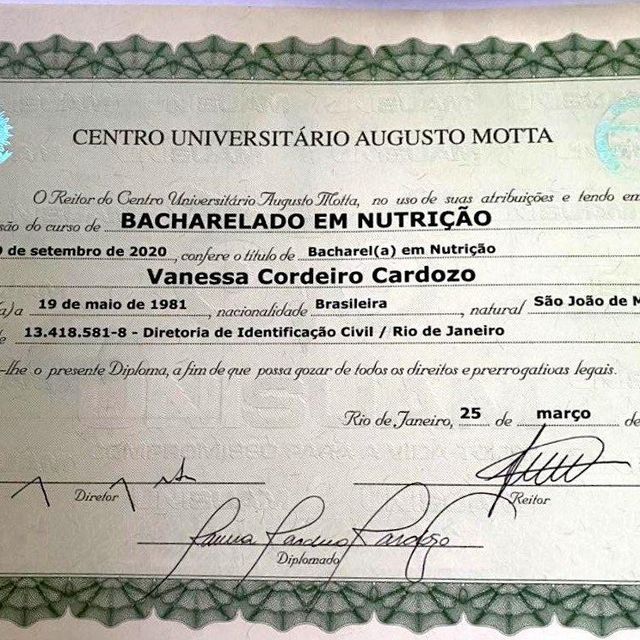 CENTRO UNIVERSITÁRIO AUGUSTO MOTTA
O Reitor do Centro Universitário Augusto Motta, no uso de suas atribuições e tendo em
são do curso de BACHARELADO EM NUTRIÇÃO
de setembro de 2020, confere o título de Bacharel(a) em Nutrição
Vanessa Cordeiro Cardozo
(a) a 19 de maio de 1981, nacionalidade Brasileira, natural São João de M
13.418.581-8 - Diretoria de Identificação Civil / Rio de Janeiro
-lhe o presente Diploma, a fim de que possa gozar de todos os direitos e prerrogativas legais.
Rio de Janeiro, 25 de março de
Diretor
Reitor
Diplomado